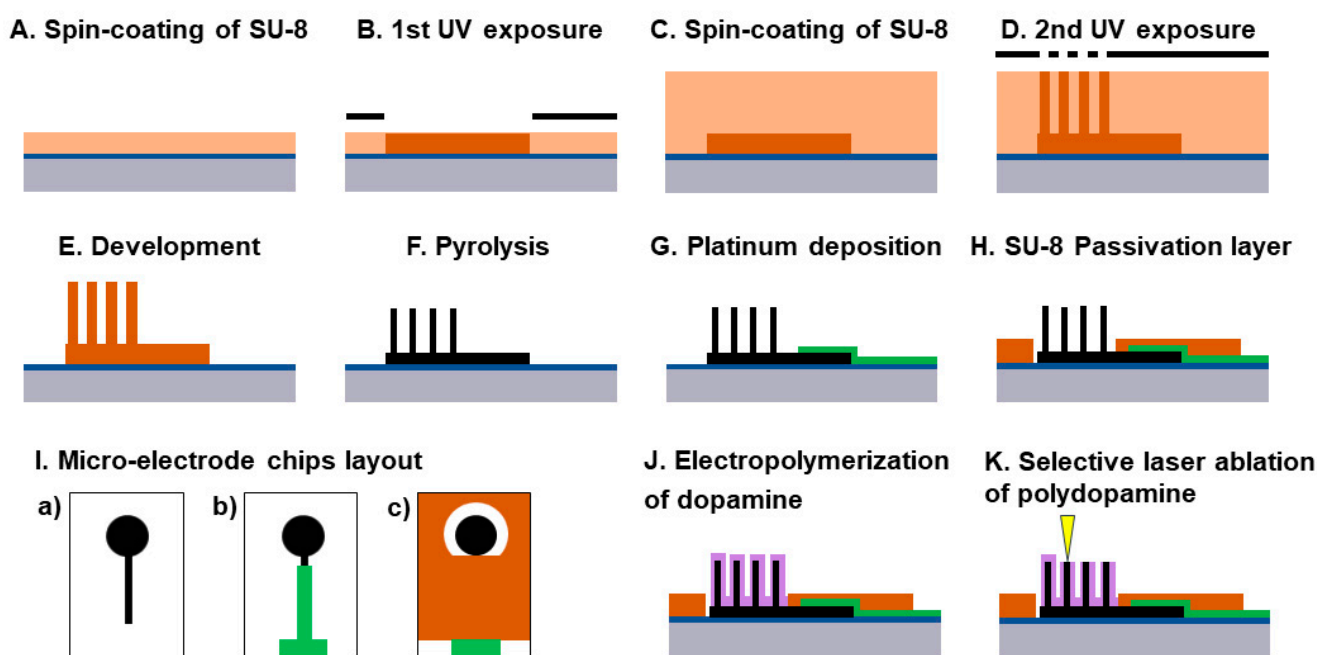 A. Spin-coating of SU-8
B. 1st UV exposure
C. Spin-coating of SU-8
D. 2nd UV exposure
E. Development
F. Pyrolysis
G. Platinum deposition
H. SU-8 Passivation layer
I. Micro-electrode chips layout
a)
b)
c)
J. Electropolymerization
of dopamine
K. Selective laser ablation
of polydopamine